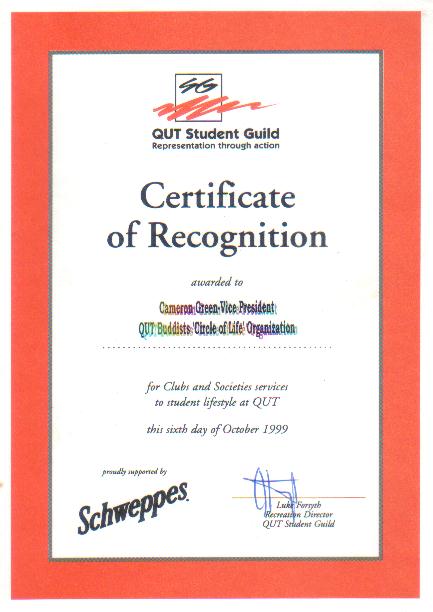 SG
QUT Student Guild
Representation through action
Certificate
of Recognition
awarded to
Cameron Green-Vice President
QUT Buddists 'Circle of Life' Organization
for Clubs and Societies services
to student lifestyle at QUT
this sixth day of October 1999
proudly supported by
Schweppes
Luke Forsyth
Recreation Director
QUT Student Guild